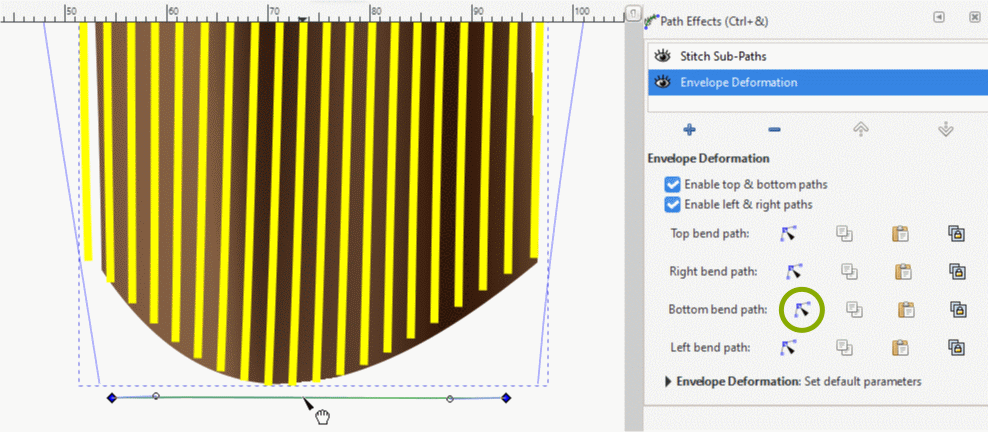 50 60 70 80 90 100
Path Effects (Ctrl+&)
Stitch Sub-Paths
Envelope Deformation
Envelope Deformation
Enable top & bottom paths
Enable left & right paths
Top bend path:
Right bend path:
Bottom bend path:
Left bend path:
Envelope Deformation: Set default parameters